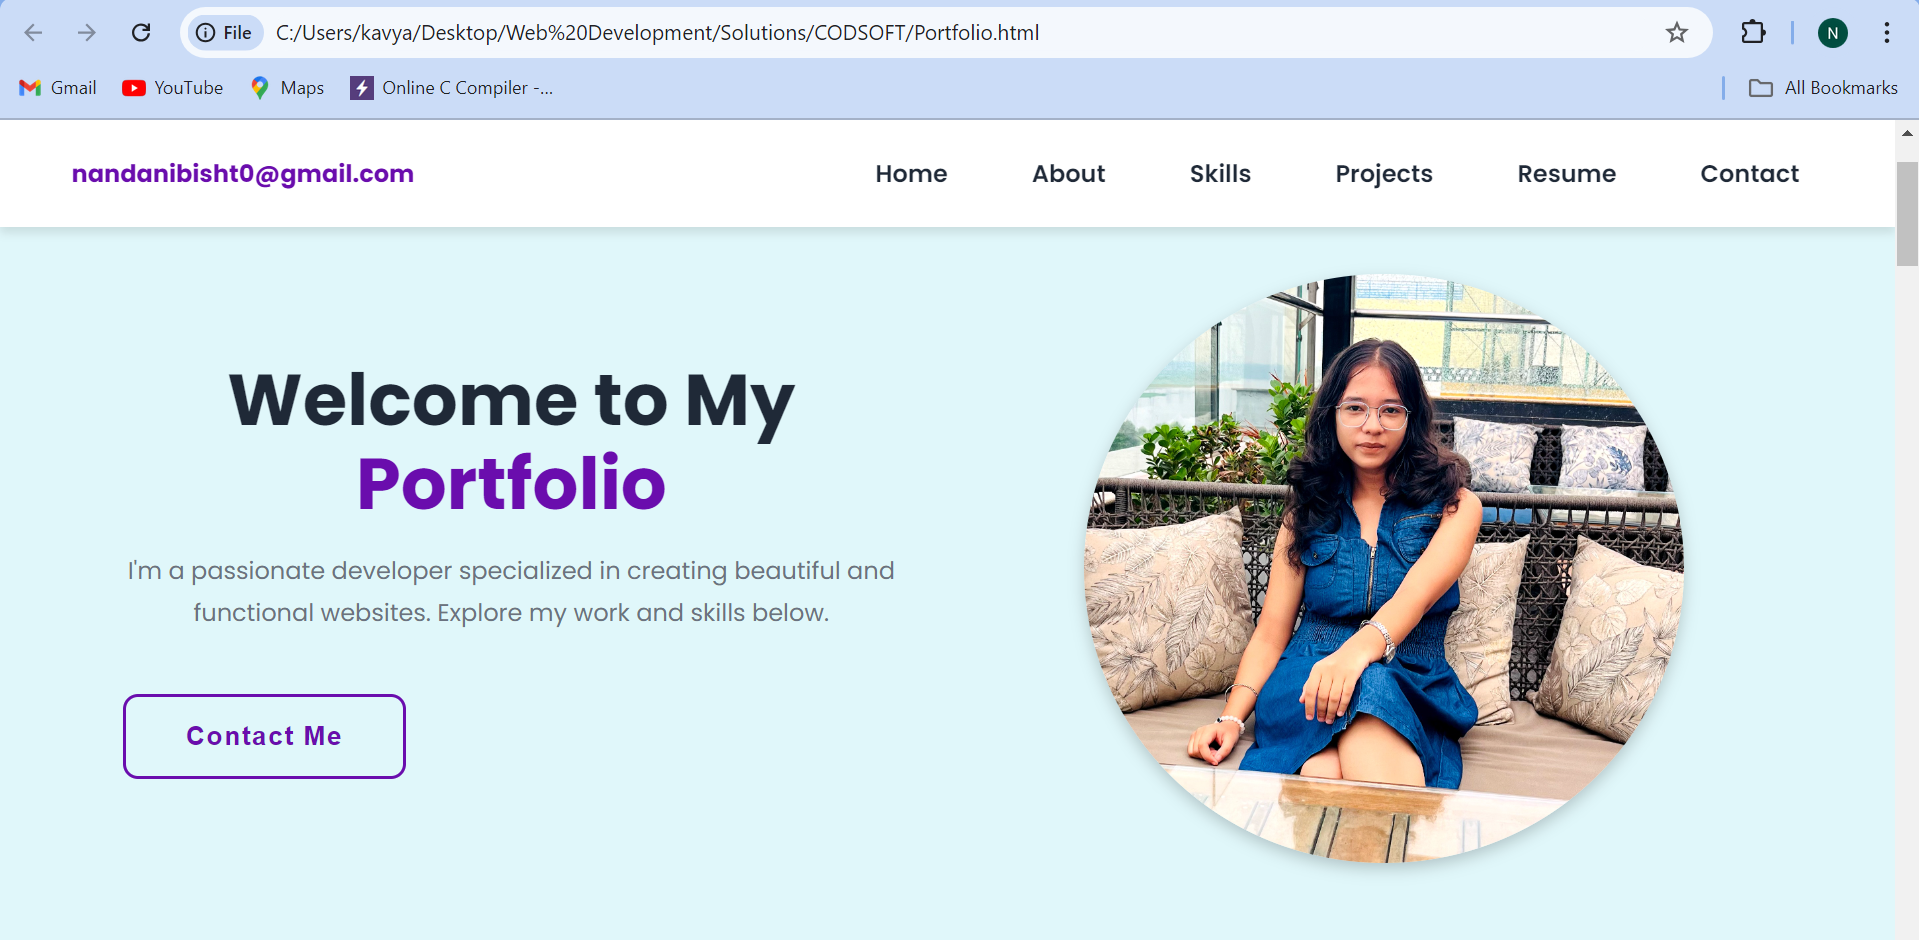 File C:/Users/kavya/Desktop/Web%20Development/Solutions/CODSOFT/Portfolio.html N
Gmail YouTube Maps Online C Compiler -... All Bookmarks
nandanibisht0@gmail.com Home About Skills Projects Resume Contact
Welcome to My
Portfolio
I'm a passionate developer specialized in creating beautiful and
functional websites. Explore my work and skills below.
Contact Me